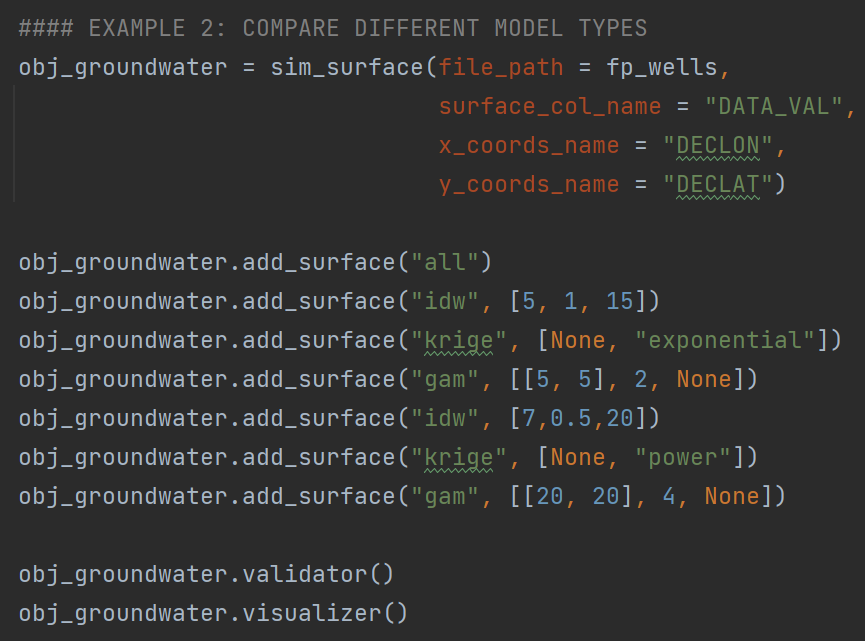 #### EXAMPLE 2: COMPARE DIFFERENT MODEL TYPES
obj_groundwater = sim_surface(file_path = fp_wells,
surface_col_name = "DATA_VAL",
x_coords_name = "DECLON",
y_coords_name = "DECLAT")
obj_groundwater.add_surface("all")
obj_groundwater.add_surface("idw", [5, 1, 15])
obj_groundwater.add_surface("krige", [None, "exponential"])
obj_groundwater.add_surface("gam", [[5, 5], 2, None])
obj_groundwater.add_surface("idw", [7,0.5,20])
obj_groundwater.add_surface("krige", [None, "power"])
obj_groundwater.add_surface("gam", [[20, 20], 4, None])
obj_groundwater.validator()
obj_groundwater.visualizer()